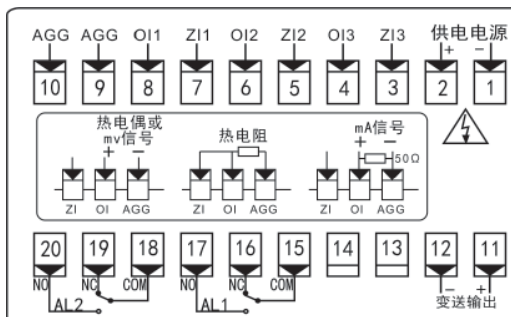 AGG AGG OI1 ZI1 OI2 ZI2 OI3 ZI3 供电电源
+ −
10 9 8 7 6 5 4 3 2 1
热电偶或
mv信号
+ −
ZI OI AGG
热电阻
ZI OI AGG
mA信号
+ −
50Ω
ZI OI AGG
20 19 18 17 16 15 14 13 12 11
NO NC COM NO NC COM
− +
AL2 AL1 变送输出